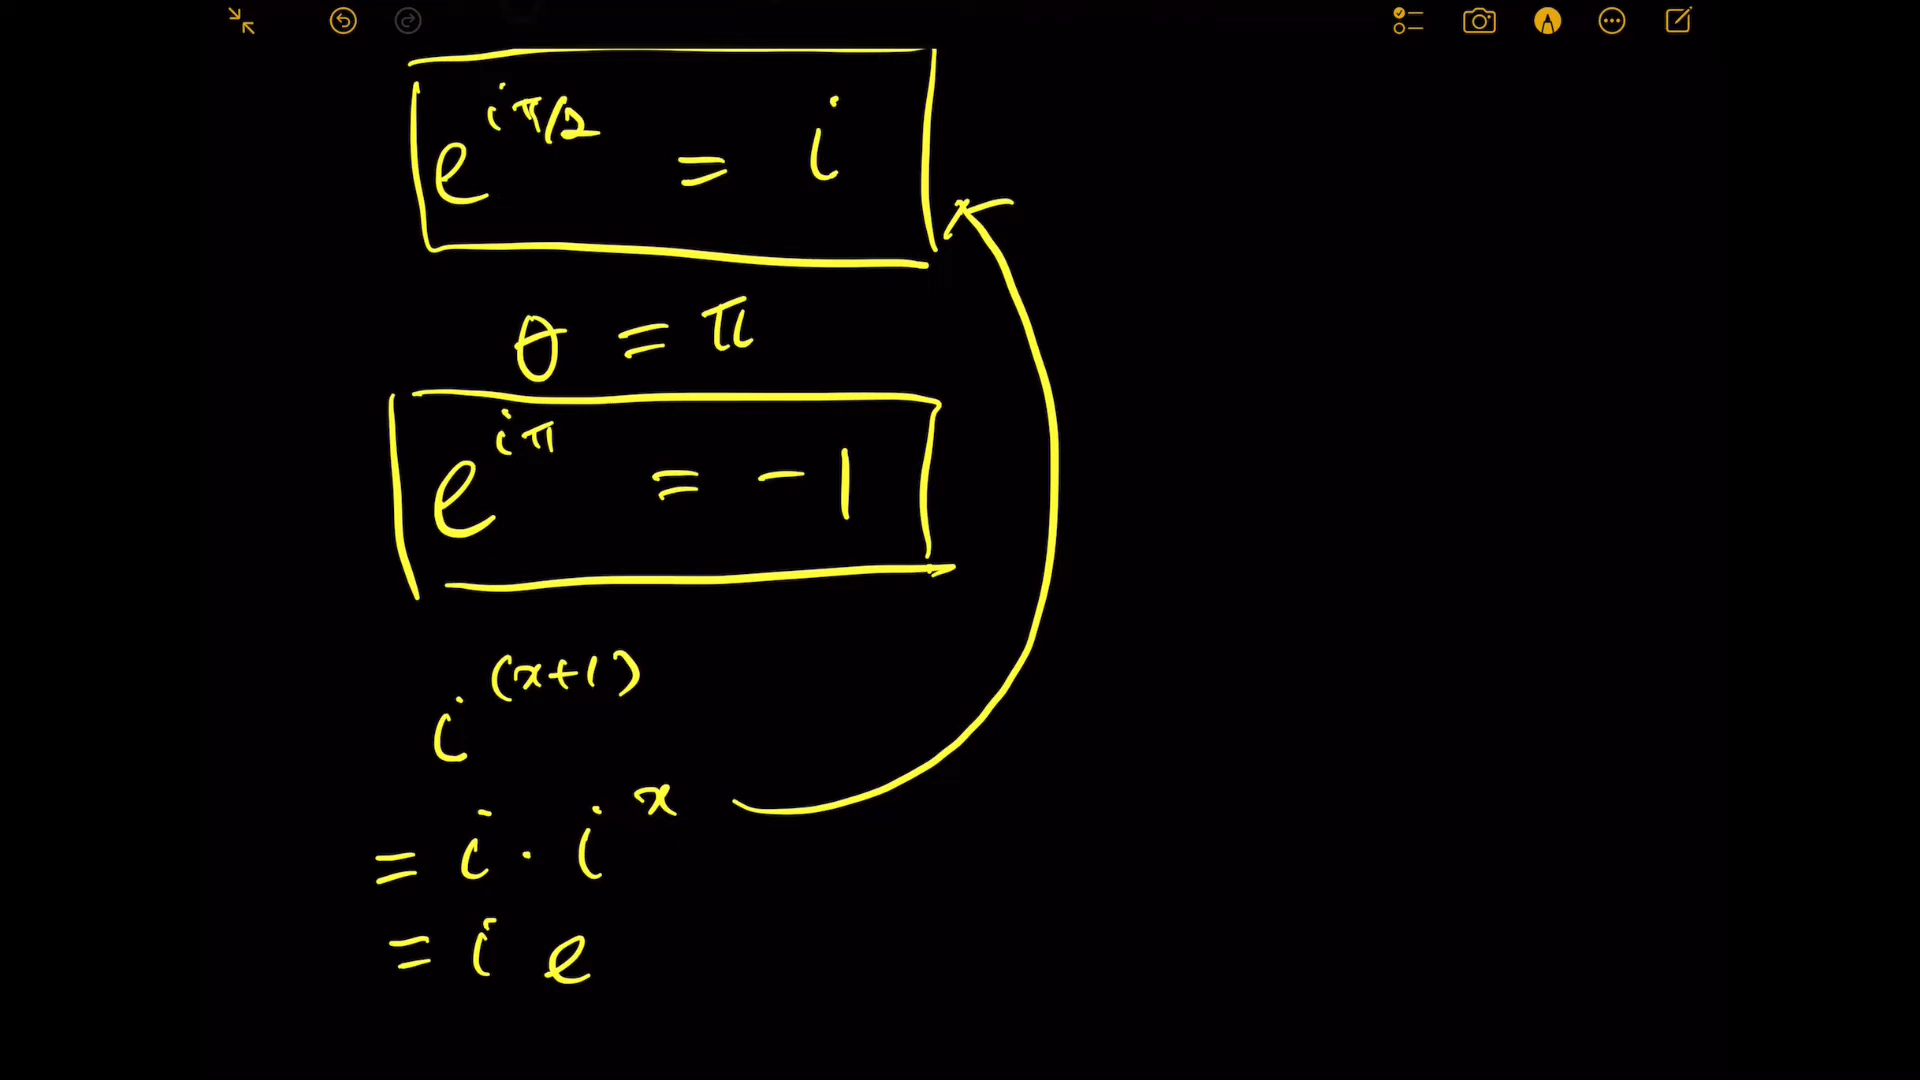 e^{iπ/2} = i
θ = π
e^{iπ} = -1
i^{(x+1)}
= i · i^x
= i e